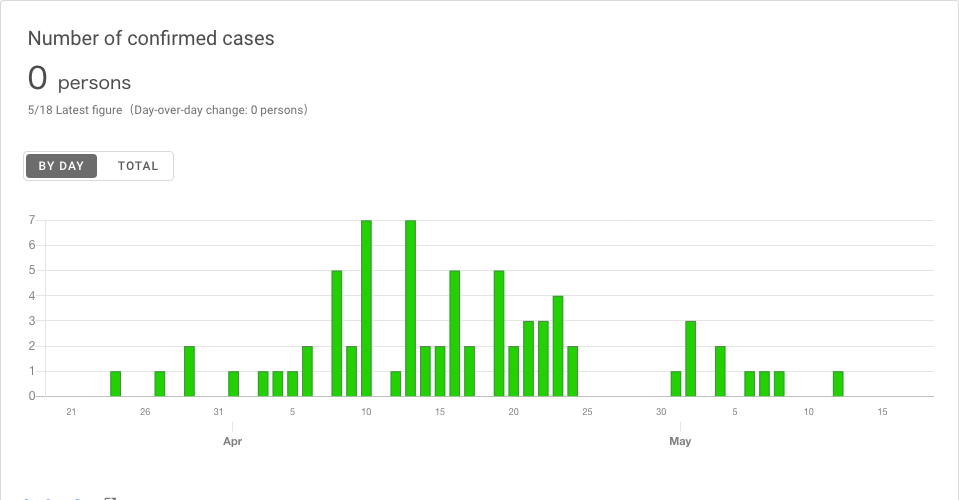 Number of confirmed cases
0 persons
5/18 Latest figure (Day-over-day change: 0 persons)
BY DAY TOTAL
7
6
5
4
3
2
1
0
21 26 31 5 10 15 20 25 30 5 10 15
Apr May